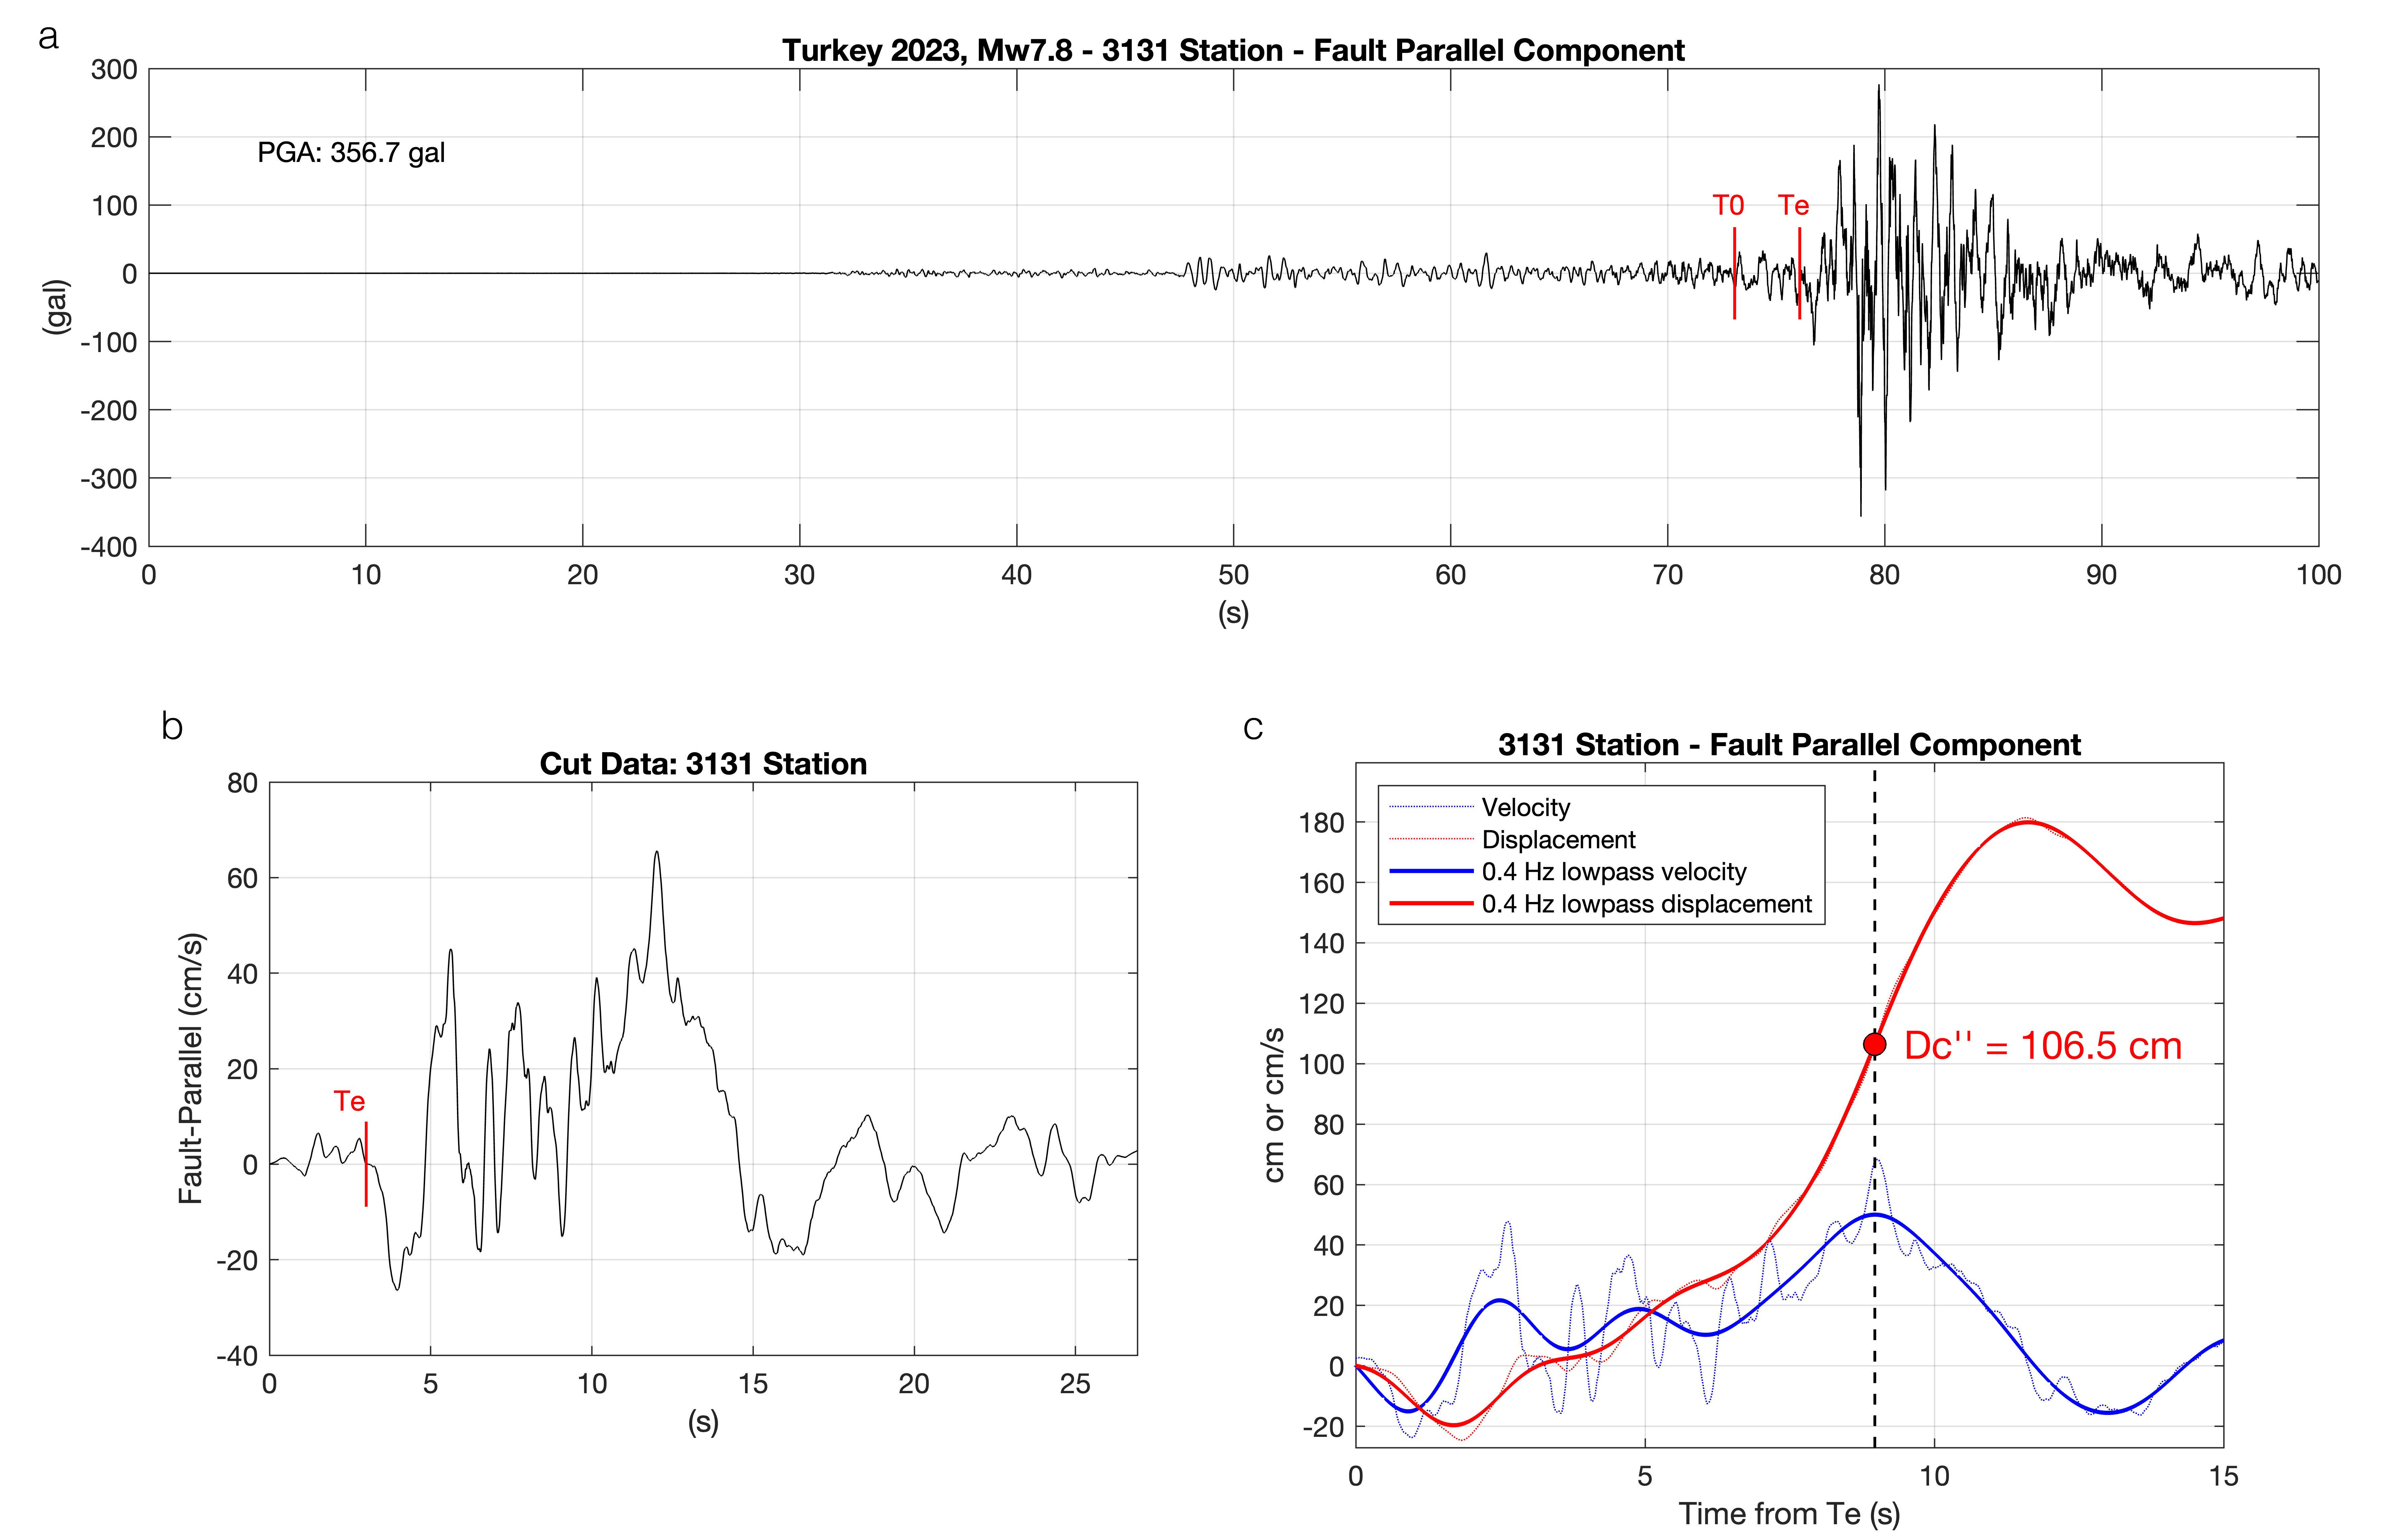 a
Turkey 2023, Mw7.8 - 3131 Station - Fault Parallel Component
300
200
100
0
-100
-200
-300
-400
(gal)
PGA: 356.7 gal
T0 Te
0 10 20 30 40 50 60 70 80 90 100
(s)
b
Cut Data: 3131 Station
80
60
40
20
0
-20
-40
Fault-Parallel (cm/s)
Te
0 5 10 15 20 25
(s)
c
3131 Station - Fault Parallel Component
Velocity
Displacement
0.4 Hz lowpass velocity
0.4 Hz lowpass displacement
180
160
140
120
100
80
60
40
20
0
-20
cm or cm/s
Dc'' = 106.5 cm
0 5 10 15
Time from Te (s)